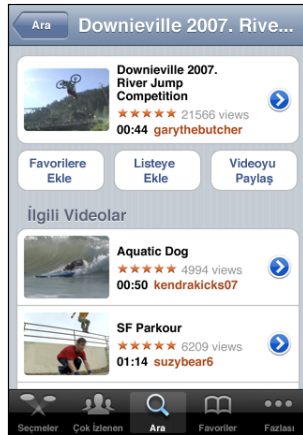 Ara
Downieville 2007. Rive...
Downieville 2007.
River Jump
Competition
21566 views
00:44 garythebutcher
Favorilere
Ekle
Listeye
Ekle
Videoyu
Paylaş
İlgili Videolar
Aquatic Dog
4994 views
00:50 kendrakicks07
SF Parkour
6209 views
01:14 suzybear6
Seçmeler
Çok İzlenen
Ara
Favoriler
Fazlası